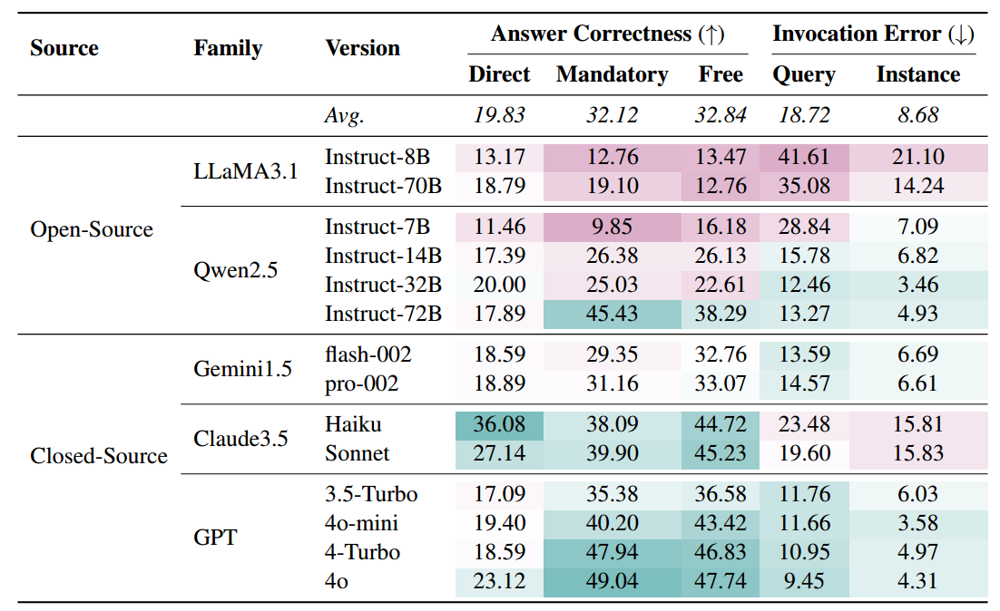 Source Family Version Answer Correctness (↑) Invocation Error (↓)
Direct Mandatory Free Query Instance
Avg. 19.83 32.12 32.84 18.72 8.68
Open-Source
LLaMA3.1
Instruct-8B 13.17 12.76 13.47 41.61 21.10
Instruct-70B 18.79 19.10 12.76 35.08 14.24
Qwen2.5
Instruct-7B 11.46 9.85 16.18 28.84 7.09
Instruct-14B 17.39 26.38 26.13 15.78 6.82
Instruct-32B 20.00 25.03 22.61 12.46 3.46
Instruct-72B 17.89 45.43 38.29 13.27 4.93
Closed-Source
Gemini1.5
flash-002 18.59 29.35 32.76 13.59 6.69
pro-002 18.89 31.16 33.07 14.57 6.61
Claude3.5
Haiku 36.08 38.09 44.72 23.48 15.81
Sonnet 27.14 39.90 45.23 19.60 15.83
GPT
3.5-Turbo 17.09 35.38 36.58 11.76 6.03
4o-mini 19.40 40.20 43.42 11.66 3.58
4-Turbo 18.59 47.94 46.83 10.95 4.97
4o 23.12 49.04 47.74 9.45 4.31